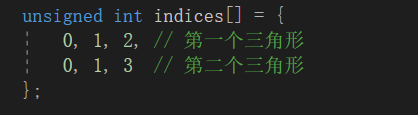 unsigned int indices[] = {
0, 1, 2, // 第一个三角形
0, 1, 3 // 第二个三角形
};